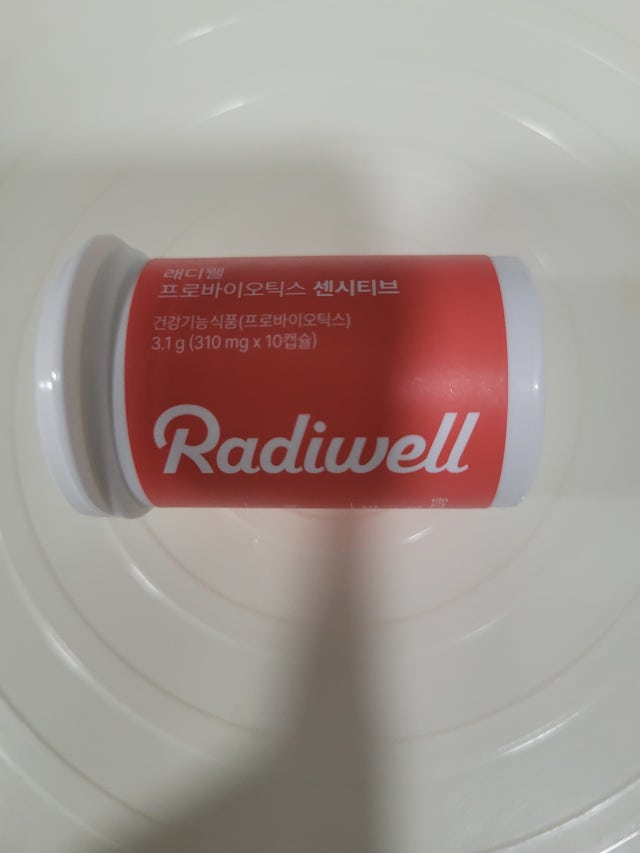 래디웰
프로바이오틱스 센시티브
건강기능식품(프로바이오틱스)
3.1 g (310 mg x 10캡슐)
Radiwell